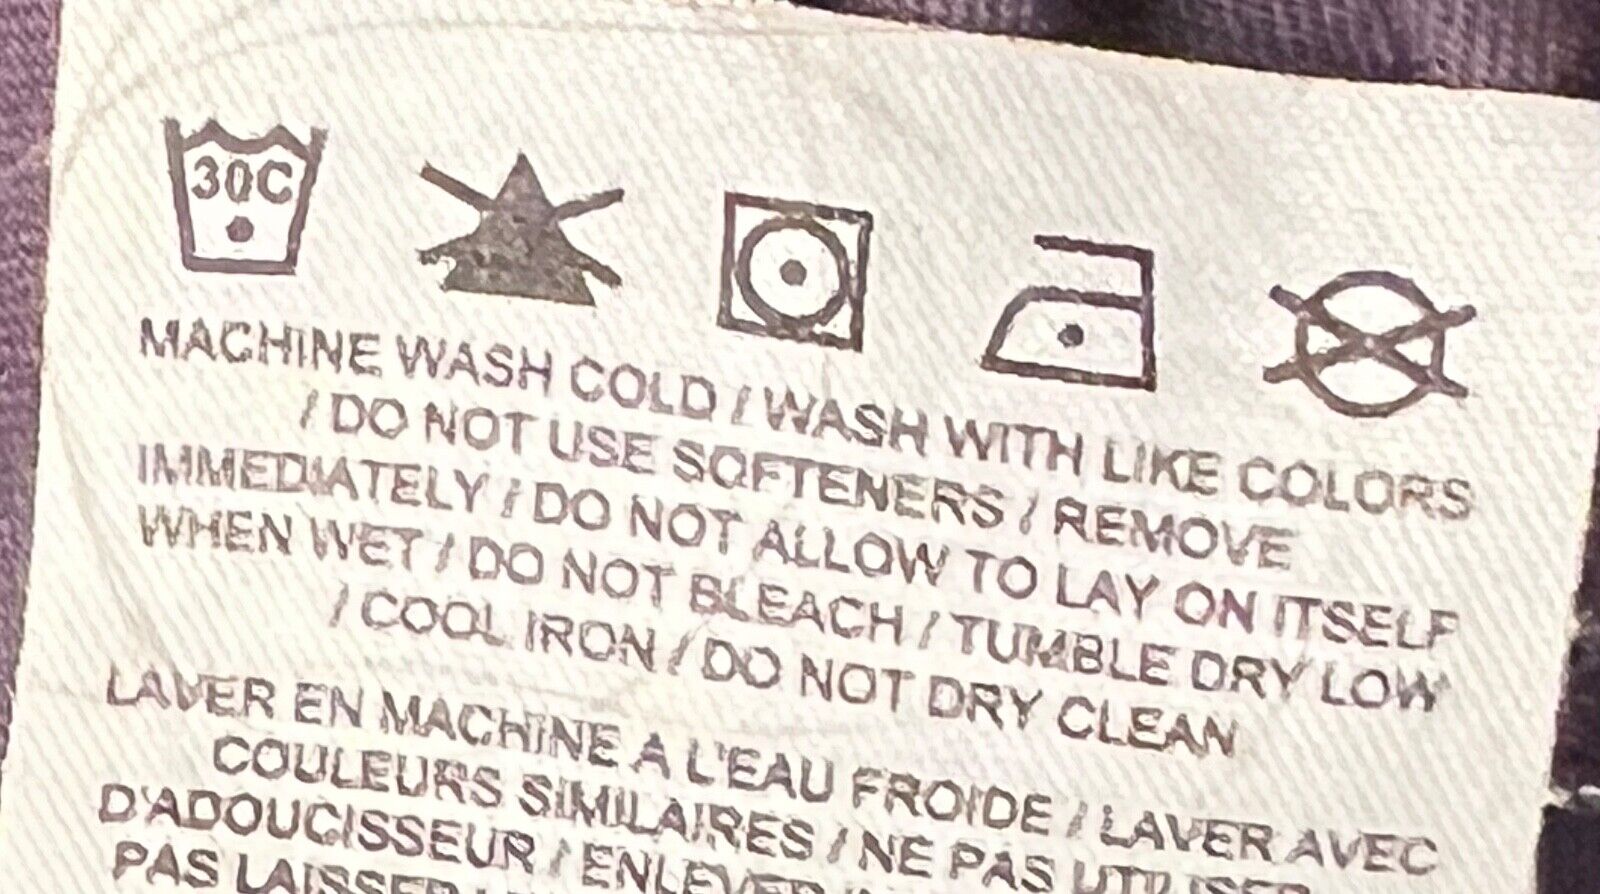 30C
MACHINE WASH COLD / WASH WITH LIKE COLORS
/ DO NOT USE SOFTENERS / REMOVE
IMMEDIATELY / DO NOT ALLOW TO LAY ON ITSELF
WHEN WET / DO NOT BLEACH / TUMBLE DRY LOW
/ COOL IRON / DO NOT DRY CLEAN
LAVER EN MACHINE A L'EAU FROIDE / LAVER AVEC
COULEURS SIMILAIRES / NE PAS UTILISER
D'ADOUCISSEUR / ENLEVER
PAS LAISSER